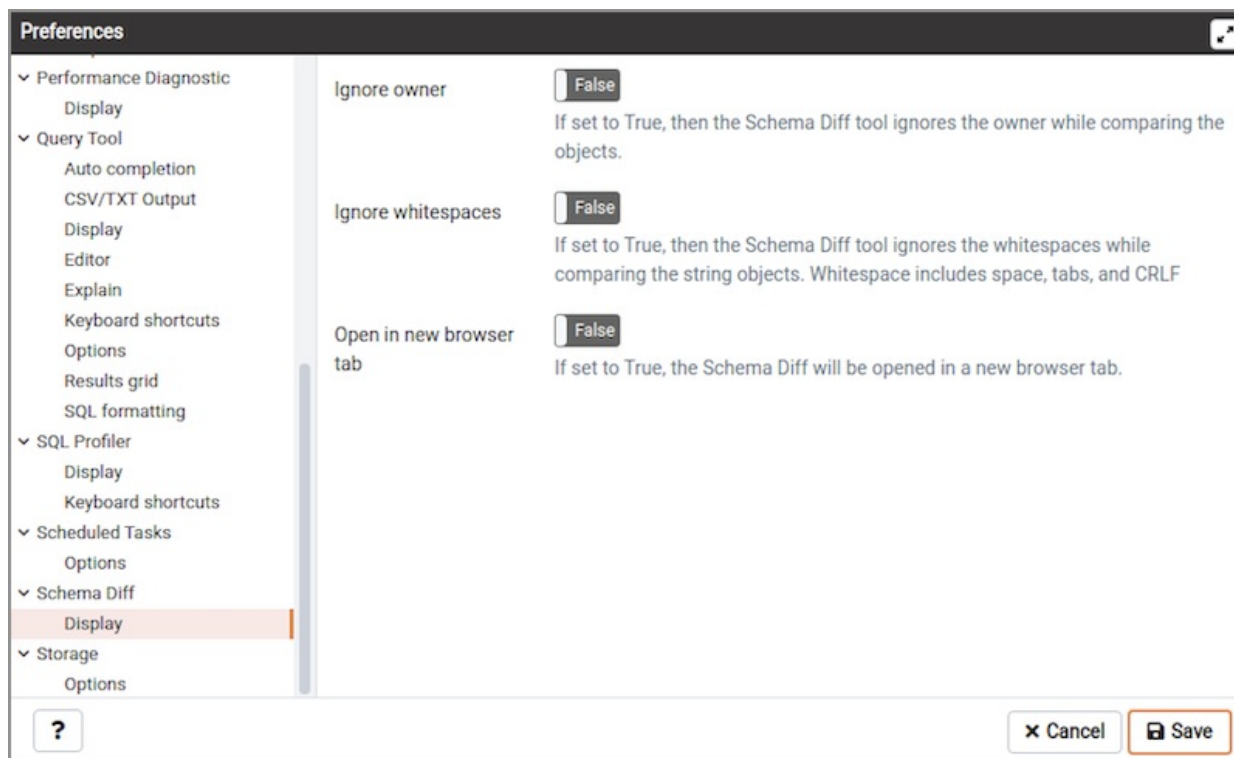 Preferences
Performance Diagnostic
Display
Query Tool
Auto completion
CSV/TXT Output
Display
Editor
Explain
Keyboard shortcuts
Options
Results grid
SQL formatting
SQL Profiler
Display
Keyboard shortcuts
Scheduled Tasks
Options
Schema Diff
Display
Storage
Options
Ignore owner
False
If set to True, then the Schema Diff tool ignores the owner while comparing the
objects.
Ignore whitespaces
False
If set to True, then the Schema Diff tool ignores the whitespaces while
comparing the string objects. Whitespace includes space, tabs, and CRLF
Open in new browser
tab
False
If set to True, the Schema Diff will be opened in a new browser tab.
?
Cancel
Save